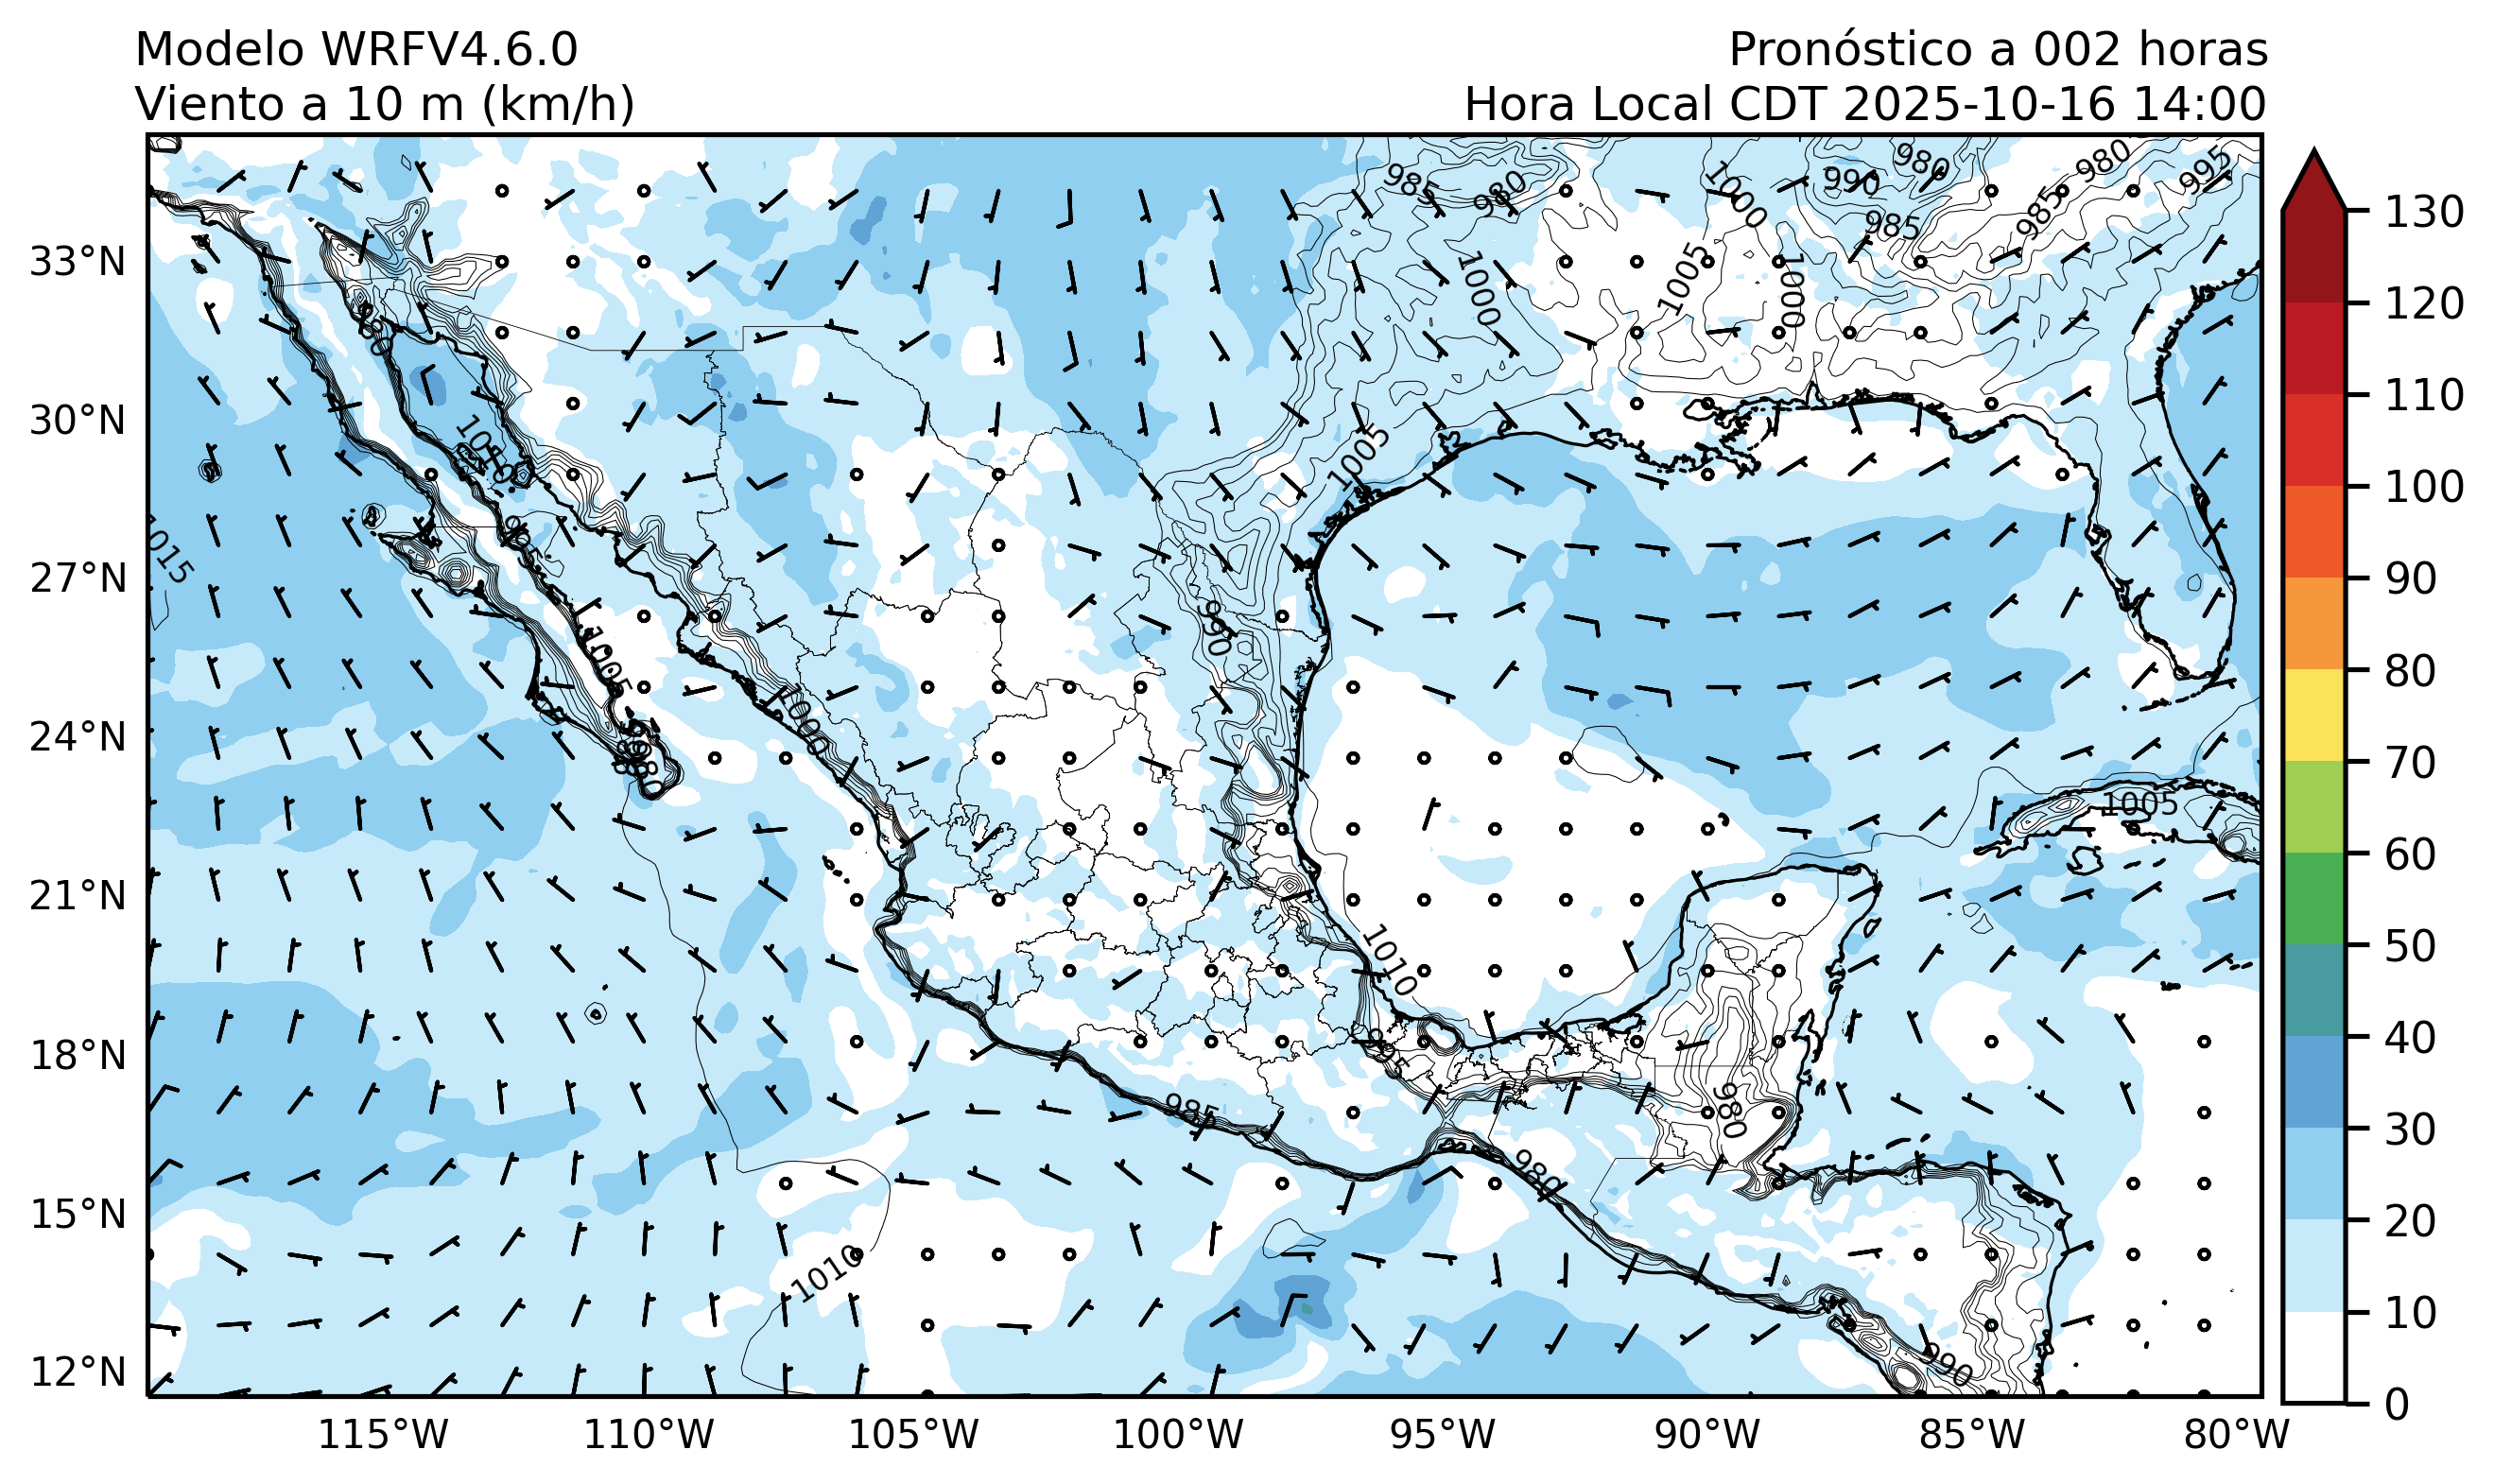 Modelo WRFV4.6.0
Pronóstico a 002 horas
Viento a 10 m (km/h)
Hora Local CDT 2025-10-16 14:00
985
980
1000
990
980
980
995
985
985
1005
1000
1000
1010
1005
1015
995
990
1005
1000
980
1005
1010
995
985
980
980
1010
990
33°N
30°N
27°N
24°N
21°N
18°N
15°N
12°N
115°W
110°W
105°W
100°W
95°W
90°W
85°W
80°W
130
120
110
100
90
80
70
60
50
40
30
20
10
0